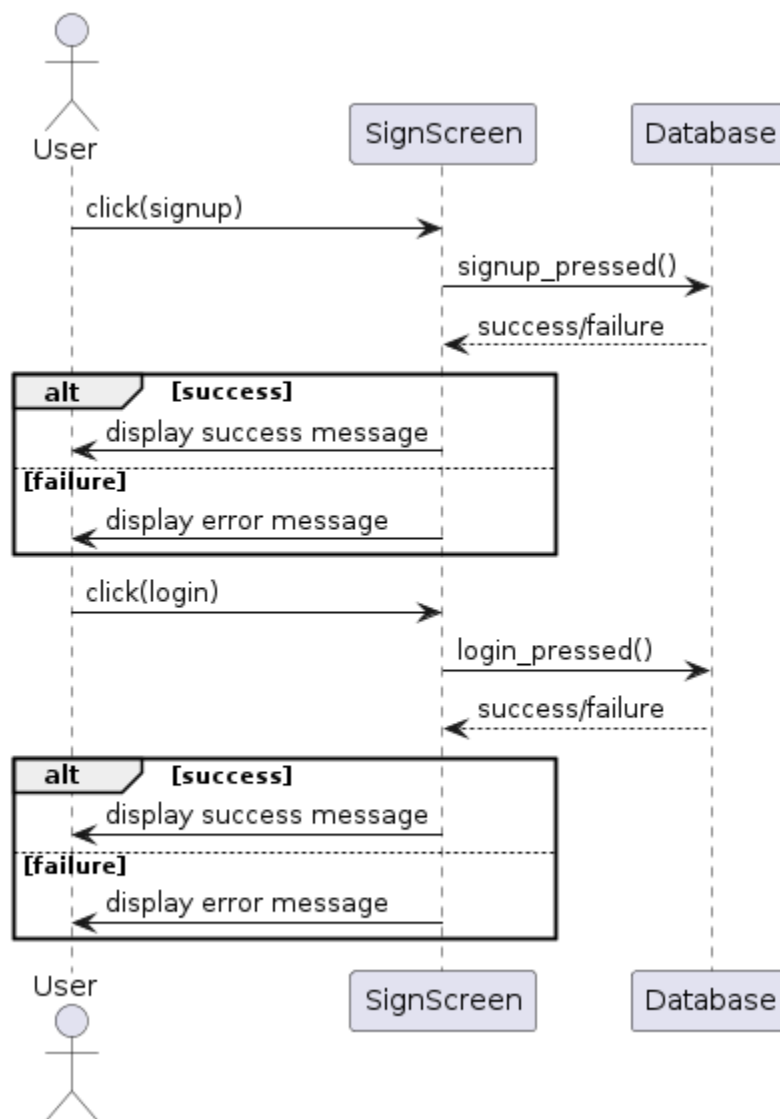 User
SignScreen
Database
click(signup)
signup_pressed()
success/failure
alt [success]
display success message
[failure]
display error message
click(login)
login_pressed()
success/failure
alt [success]
display success message
[failure]
display error message
User
SignScreen
Database